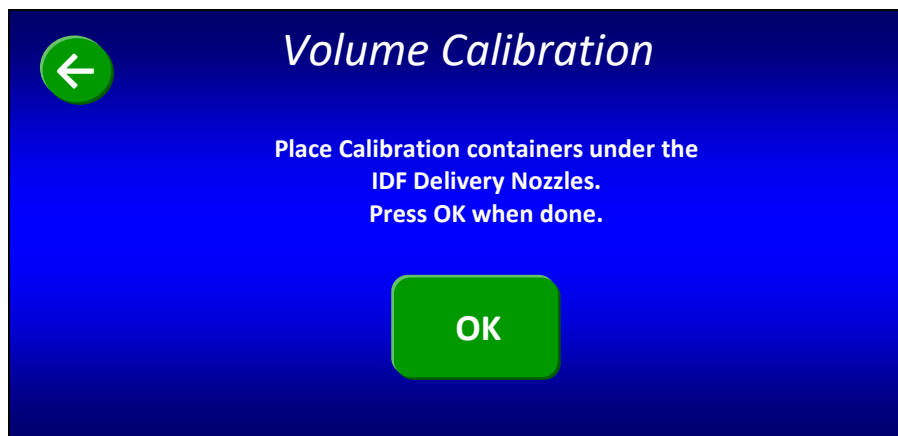 Volume Calibration
Place Calibration containers under the
IDF Delivery Nozzles.
Press OK when done.
OK